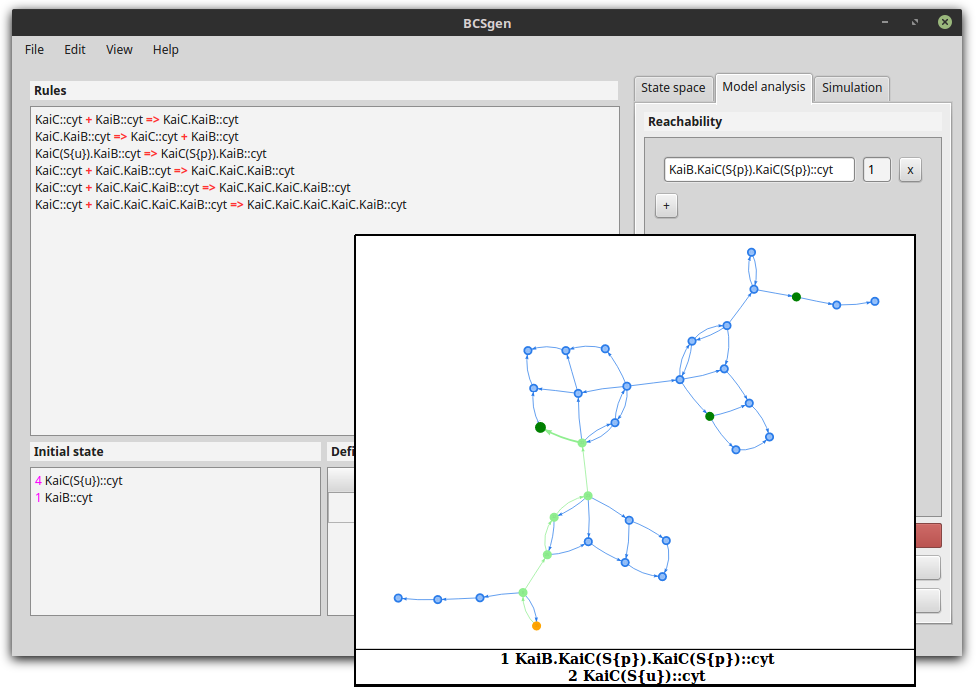 BCSgen
File Edit View Help
Rules
KaiC::cyt + KaiB::cyt => KaiC.KaiB::cyt
KaiC.KaiB::cyt => KaiC::cyt + KaiB::cyt
KaiC(S{u}).KaiB::cyt => KaiC(S{p}).KaiB::cyt
KaiC::cyt + KaiC.KaiB::cyt => KaiC.KaiC.KaiB::cyt
KaiC::cyt + KaiC.KaiC.KaiB::cyt => KaiC.KaiC.KaiC.KaiB::cyt
KaiC::cyt + KaiC.KaiC.KaiC.KaiB::cyt => KaiC.KaiC.KaiC.KaiC.KaiB::cyt
State space Model analysis Simulation
Reachability
KaiB.KaiC(S{p}).KaiC(S{p})::cyt 1 x
+
Initial state
4 KaiC(S{u})::cyt
1 KaiB::cyt
Defi
1 KaiB.KaiC(S{p}).KaiC(S{p})::cyt
2 KaiC(S{u})::cyt